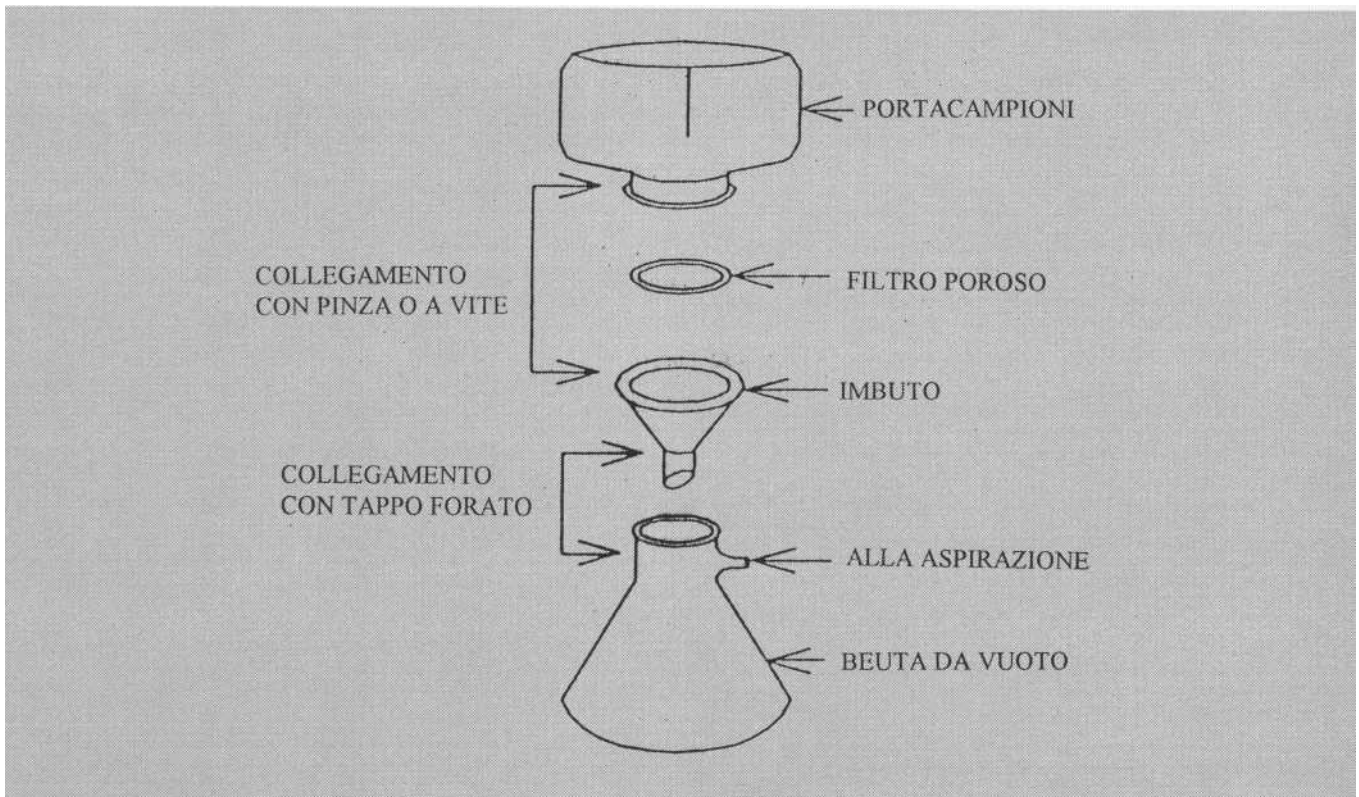 PORTACAMPIONI
COLLEGAMENTO
CON PINZA O A VITE
FILTRO POROSO
IMBUTO
COLLEGAMENTO
CON TAPPO FORATO
ALLA ASPIRAZIONE
BEUTA DA VUOTO